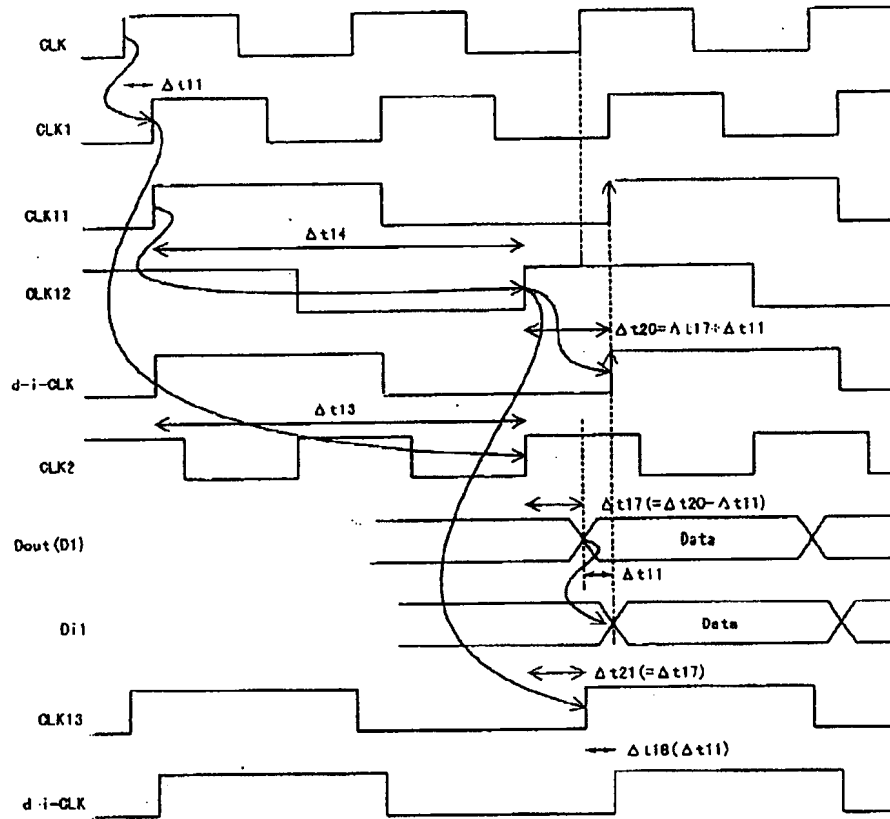 CLK
Δt11
CLK1
CLK11
Δt14
CLK12
Δt20=Δt17+Δt11
d-i-CLK
Δt13
CLK2
Δt17(=Δt20-Δt11)
Dout(D1)
Data
Δt11
Di1
Data
Δt21(=Δt17)
CLK13
Δt18(Δt11)
d-i-CLK